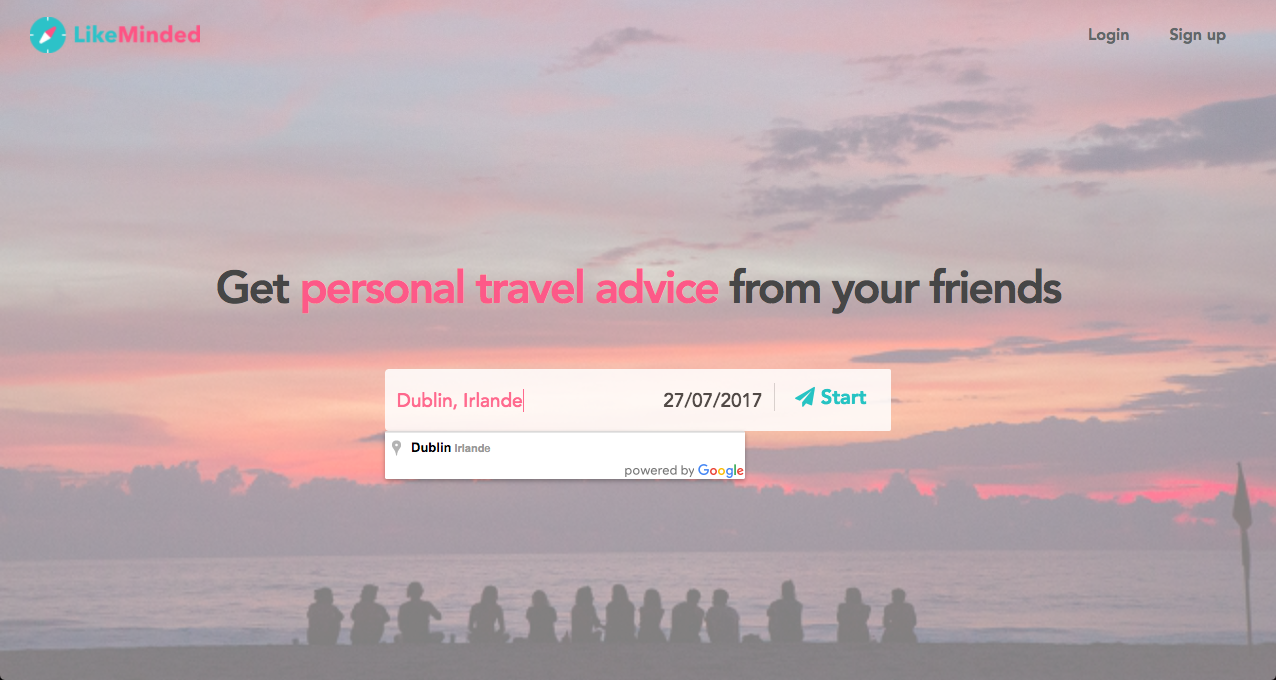 LikeMinded
Login
Sign up
Get personal travel advice from your friends
Dublin, Irlande
27/07/2017
Start
Dublin Irlande
powered by Google